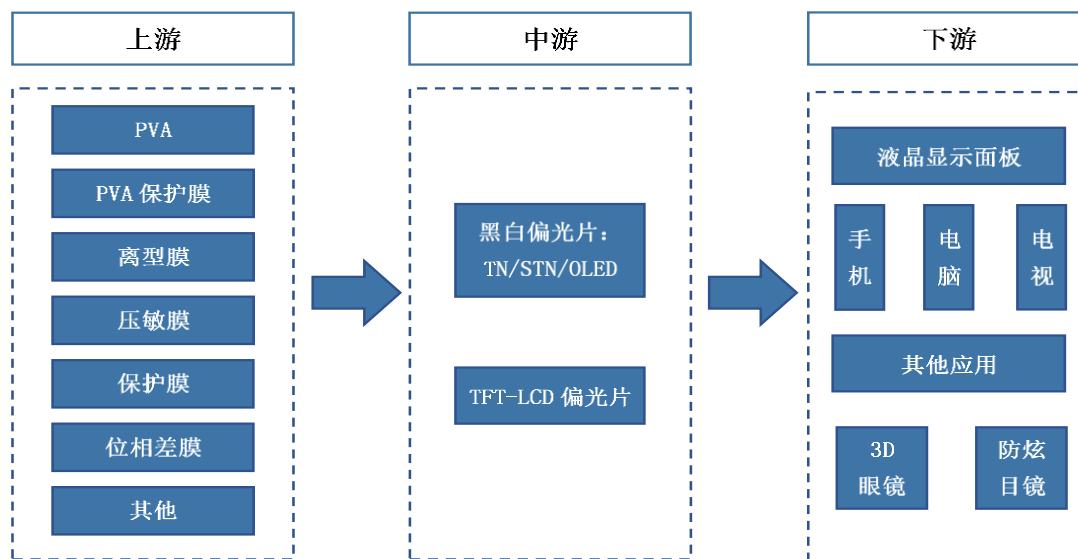 上游
中游
下游
PVA
PVA 保护膜
离型膜
压敏膜
保护膜
位相差膜
其他
黑白偏光片：
TN/STN/OLED
TFT-LCD 偏光片
液晶显示面板
手机
电脑
电视
其他应用
3D
眼镜
防炫
目镜